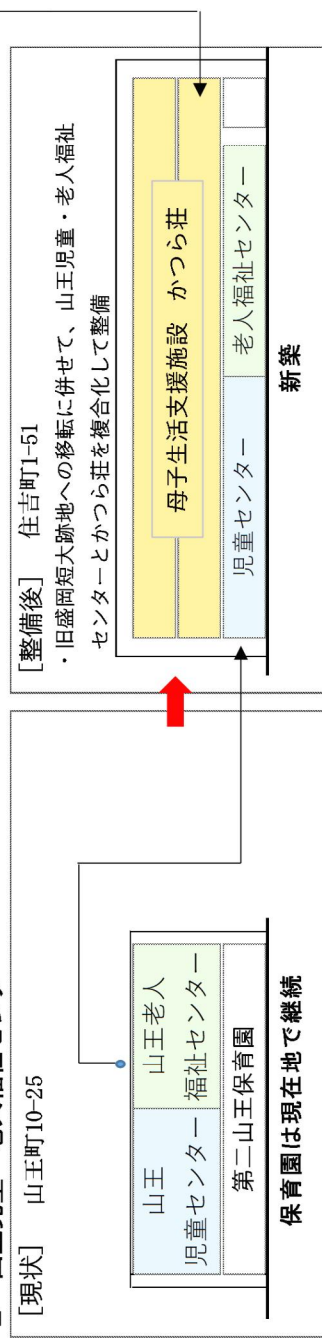 [現状] 山王町10-25
山王
児童センター
山王老人
福祉センター
第二山王保育園
保育園は現在地で継続
[整備後] 住吉町1-51
・旧盛岡短大跡地への移転に併せて、山王児童・老人福祉
センターとかつら荘を複合化して整備
母子生活支援施設 かつら荘
児童センター
老人福祉センター
新築